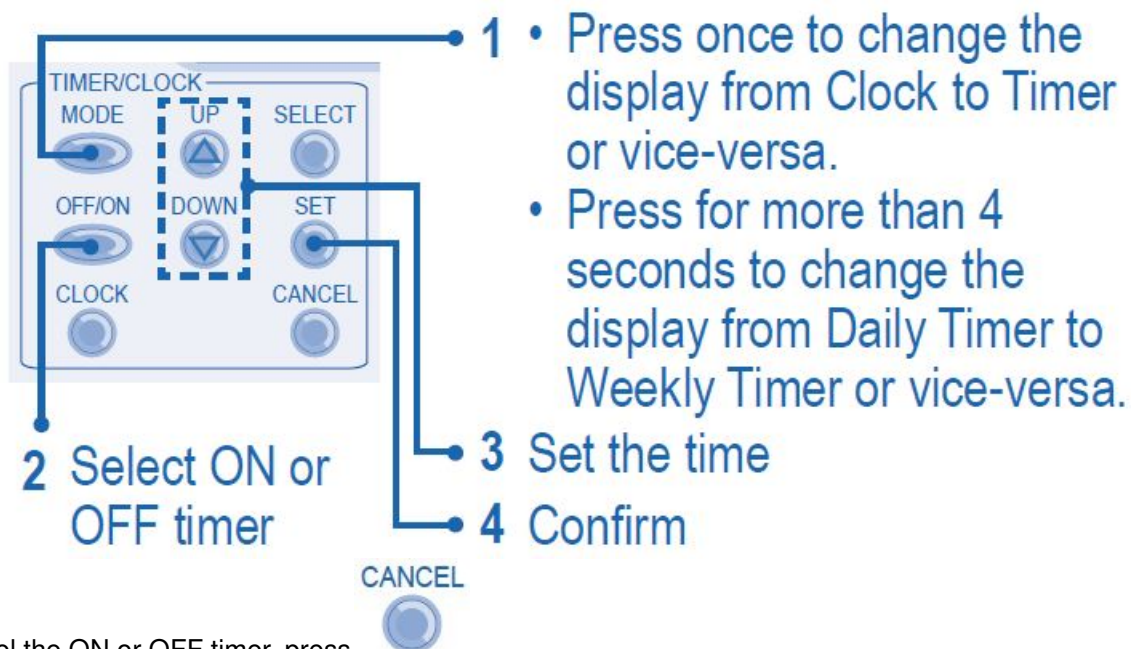 1 • Press once to change the
display from Clock to Timer
or vice-versa.
• Press for more than 4
seconds to change the
display from Daily Timer to
Weekly Timer or vice-versa.
TIMER/CLOCK
MODE UP SELECT
OFF/ON DOWN SET
CLOCK CANCEL
2 Select ON or
OFF timer
3 Set the time
4 Confirm
CANCEL
the ON or OFF timer, press